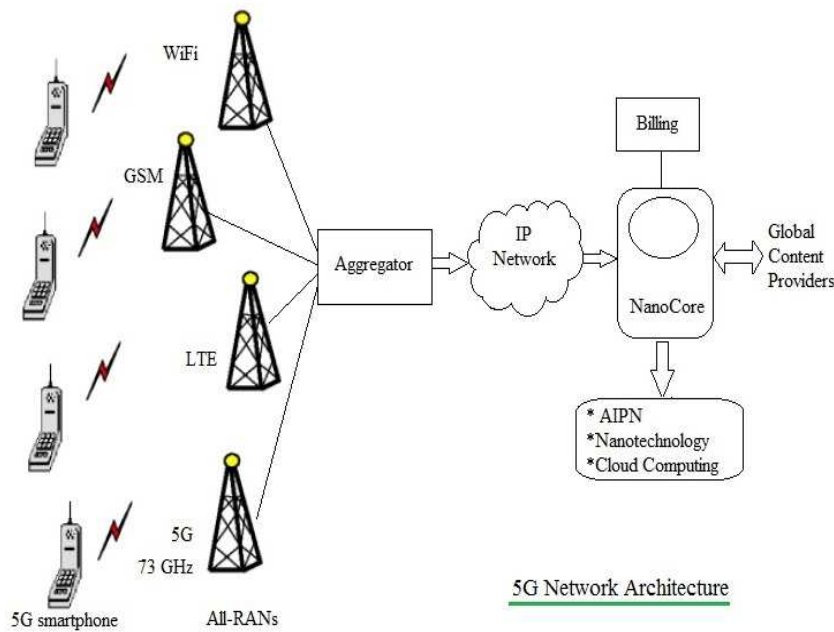 WiFi
GSM
LTE
5G
73 GHz
5G smartphone
All-RANs
Aggregator
IP
Network
Billing
NanoCore
Global
Content
Providers
* AIPN
*Nanotechnology
*Cloud Computing
5G Network Architecture